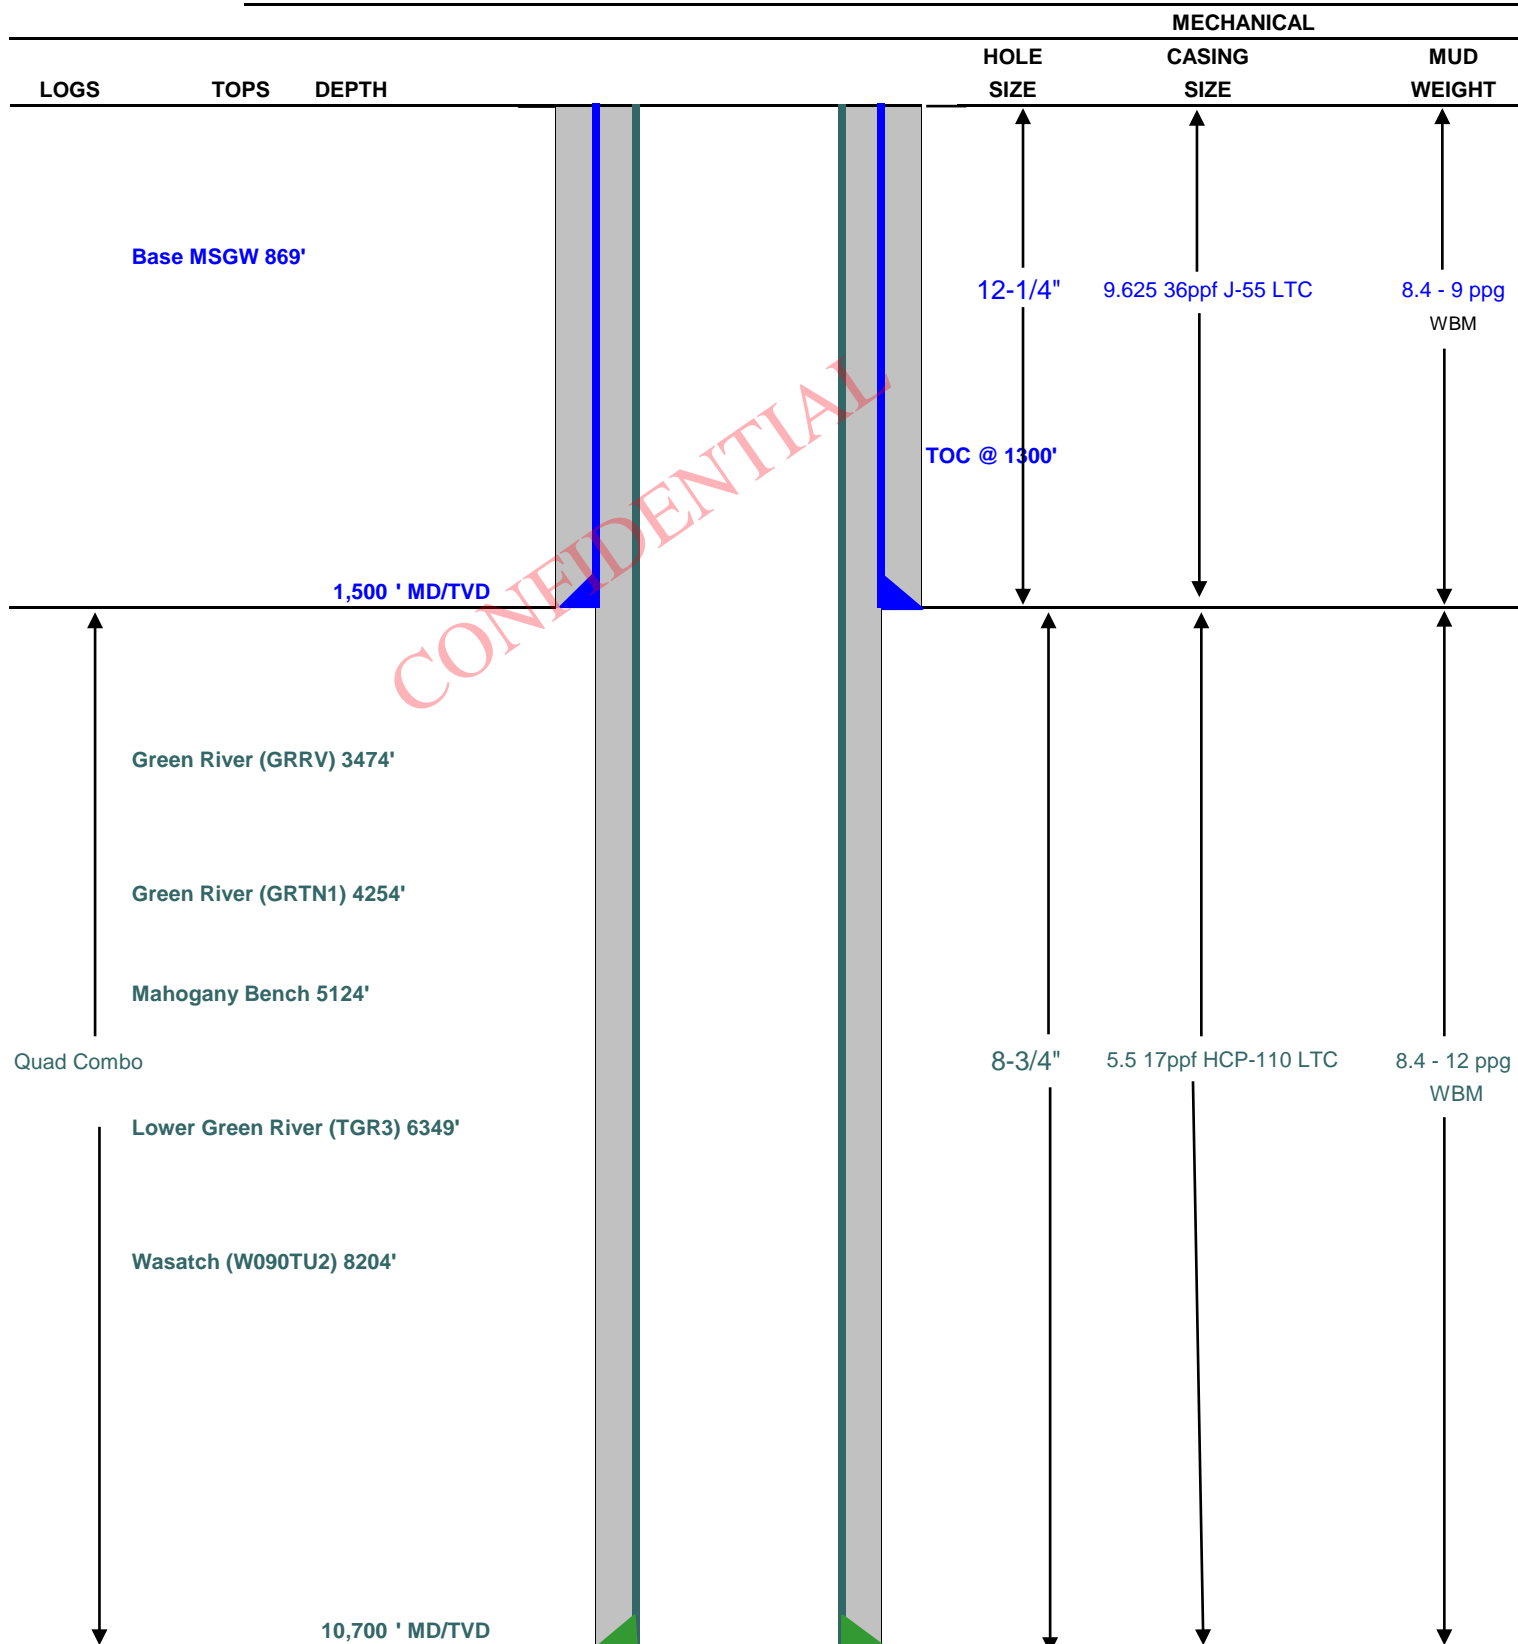 MECHANICAL
HOLE CASING MUD
LOGS TOPS DEPTH SIZE SIZE WEIGHT
Base MSGW 869'
12-1/4" 9.625 36ppf J-55 LTC 8.4 - 9 ppg
WBM
CONFIDENTIAL
TOC @ 1300'
1,500 ' MD/TVD
Green River (GRRV) 3474'
Green River (GRTN1) 4254'
Mahogany Bench 5124'
Quad Combo 8-3/4" 5.5 17ppf HCP-110 LTC 8.4 - 12 ppg
WBM
Lower Green River (TGR3) 6349'
Wasatch (W090TU2) 8204'
10,700 ' MD/TVD